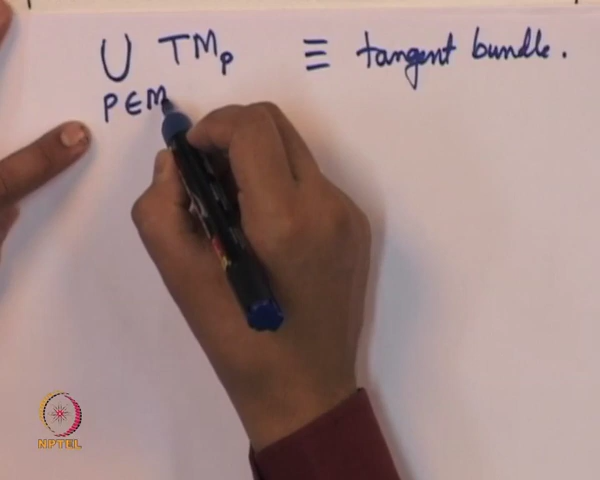 ∪ TM_p ≡ tangent bundle.
p∈M
NPTEL